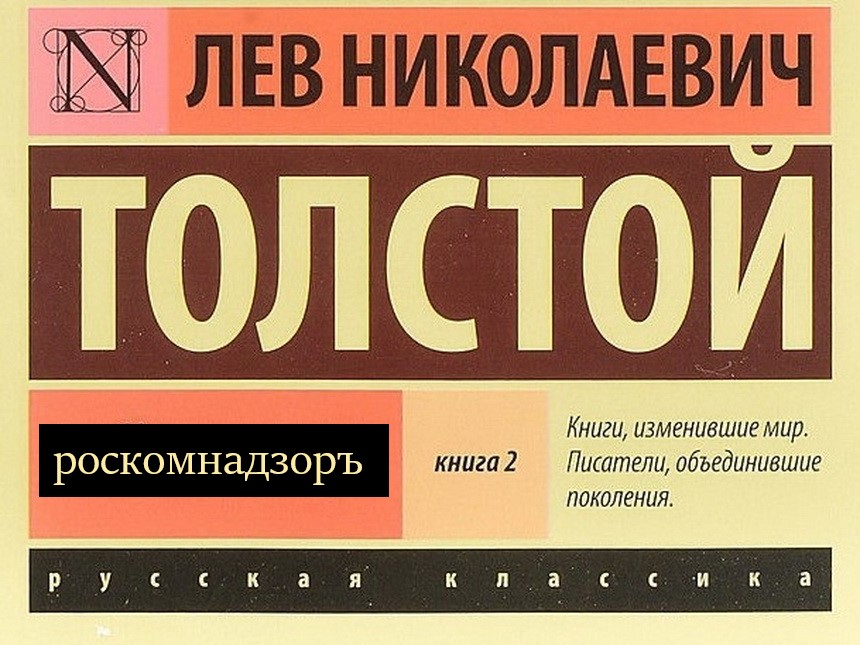 N
ЛЕВ НИКОЛАЕВИЧ
ТОЛСТОЙ
роскомнадзоръ
книга 2
Книги, изменившие мир.
Писатели, объединившие
поколения.
русская классика